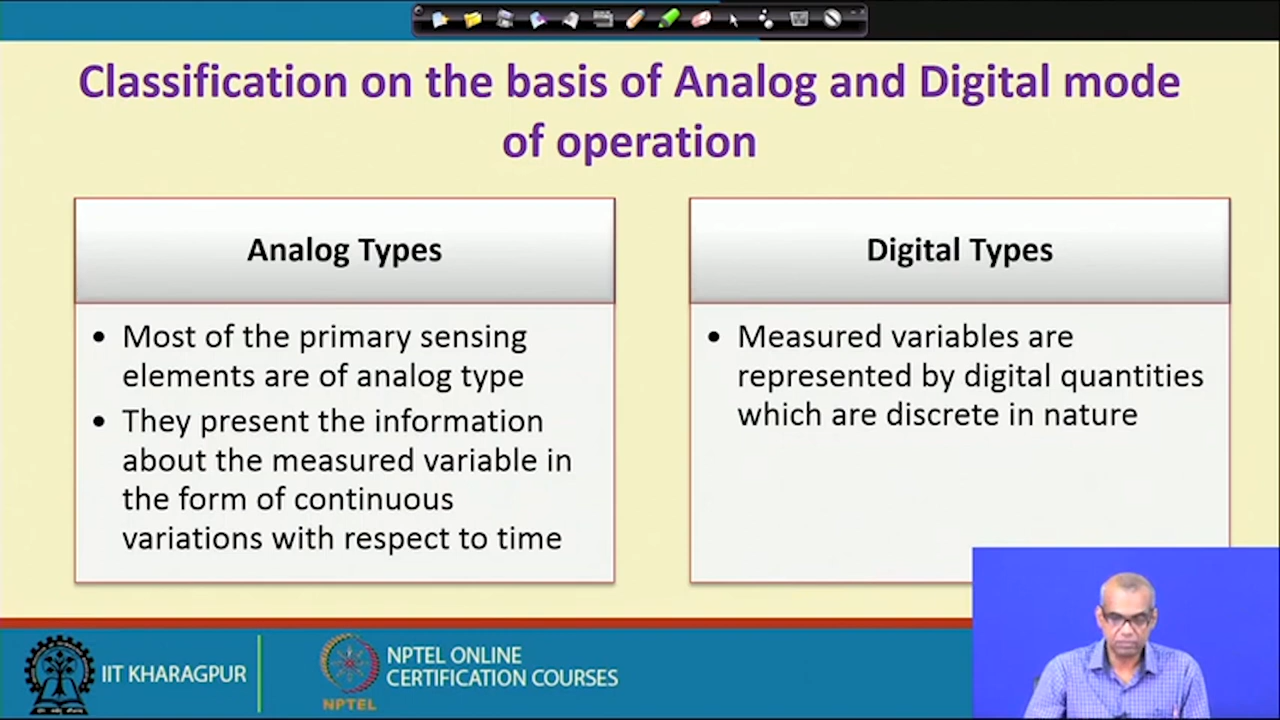 Classification on the basis of Analog and Digital mode
of operation
Analog Types
• Most of the primary sensing
elements are of analog type
• They present the information
about the measured variable in
the form of continuous
variations with respect to time
Digital Types
• Measured variables are
represented by digital quantities
which are discrete in nature
IIT KHARAGPUR
NPTEL
NPTEL ONLINE
CERTIFICATION COURSES